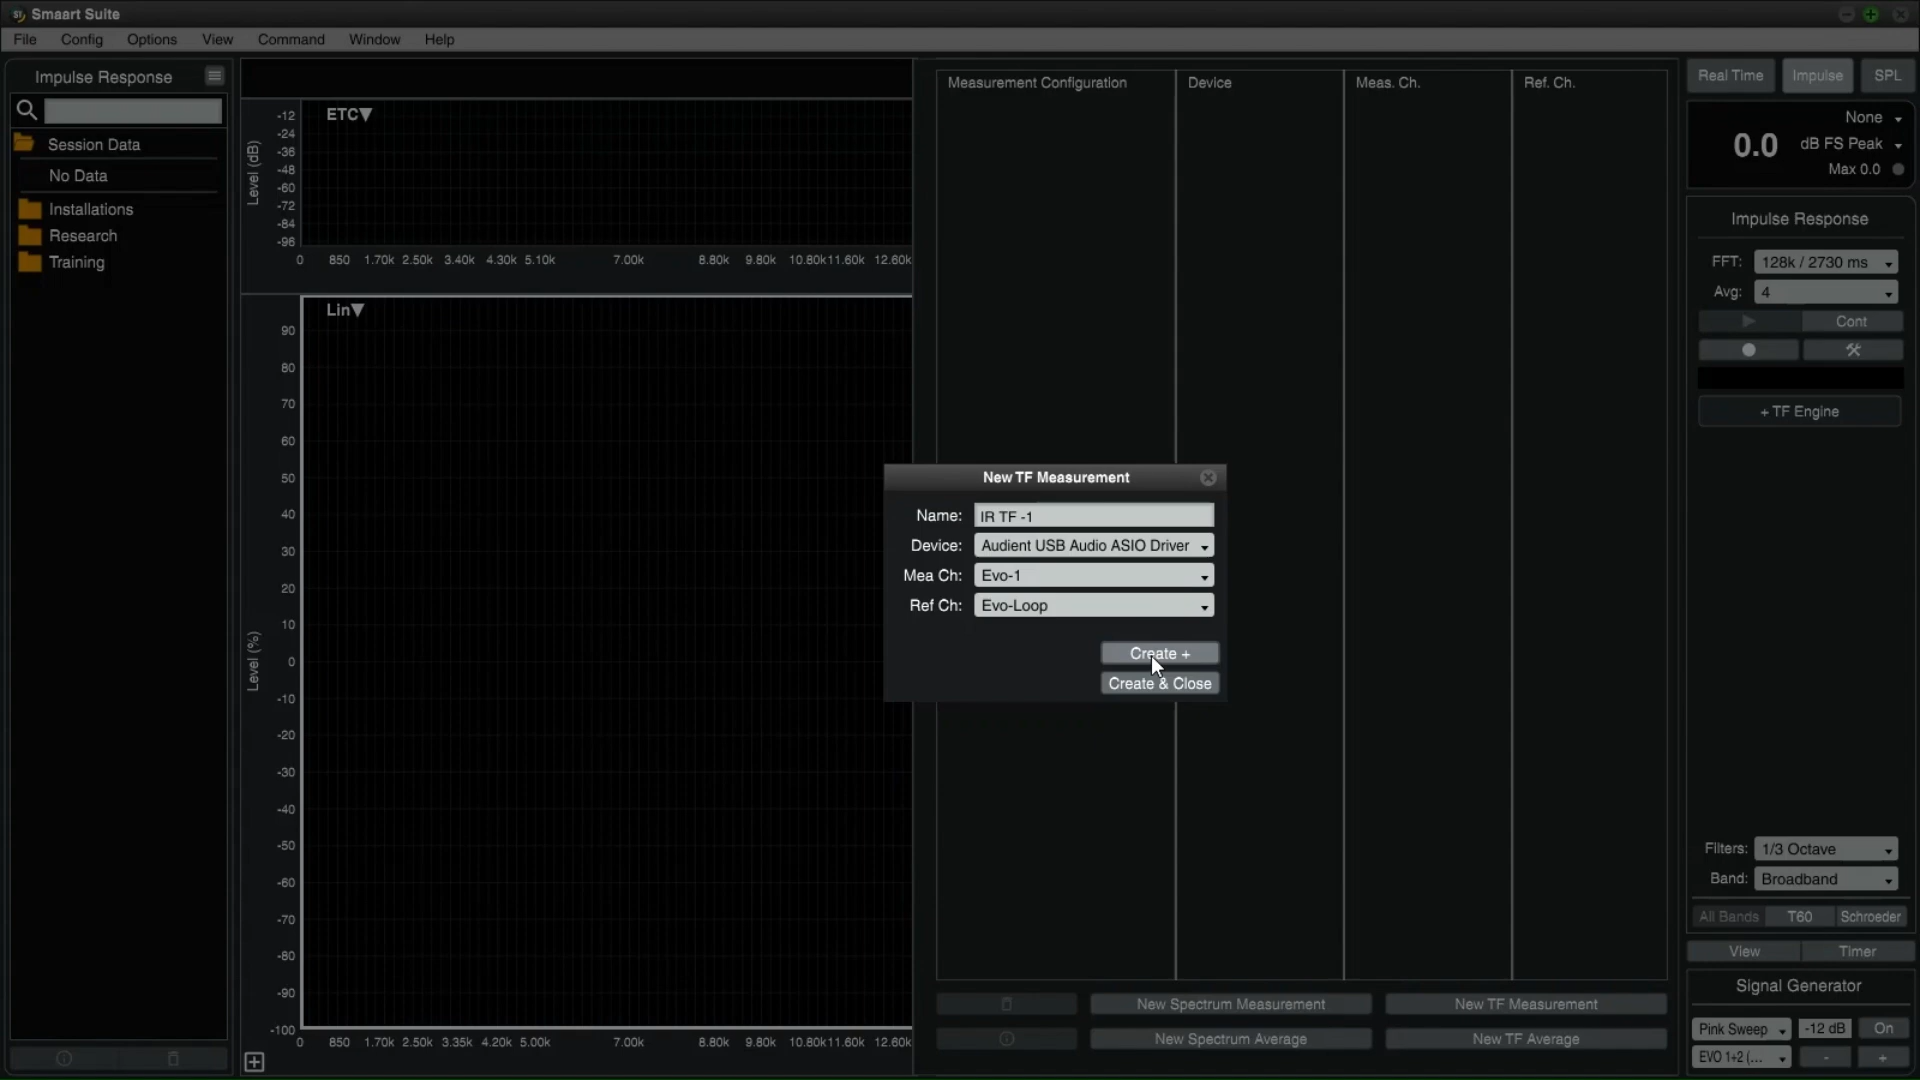 Smaart Suite
File Config Options View Command Window Help
Impulse Response
Session Data
No Data
Installations
Research
Training
ETC▼
Level (dB)
-12
-24
-36
-48
-60
-72
-84
-96
0 850 1.70k 2.50k 3.40k 4.30k 5.10k 7.00k 8.80k 9.80k 10.80k 11.60k 12.60k
Lin▼
Level (%)
90
80
70
60
50
40
30
20
10
0
-10
-20
-30
-40
-50
-60
-70
-80
-90
-100
0 850 1.70k 2.50k 3.35k 4.20k 5.00k 7.00k 8.80k 9.80k 10.80k 11.60k 12.60k
Measurement Configuration Device Meas. Ch. Ref. Ch.
New TF Measurement
Name: IR TF -1
Device: Audient USB Audio ASIO Driver
Mea Ch: Evo-1
Ref Ch: Evo-Loop
Create +
Create & Close
New Spectrum Measurement New TF Measurement
New Spectrum Average New TF Average
Real Time Impulse SPL
None
0.0 dB FS Peak
Max 0.0
Impulse Response
FFT: 128k / 2730 ms
Avg: 4
Cont
+ TF Engine
Filters: 1/3 Octave
Band: Broadband
All Bands T60 Schroeder
View Timer
Signal Generator
Pink Sweep -12 dB On
EVO 1+2 (... - +